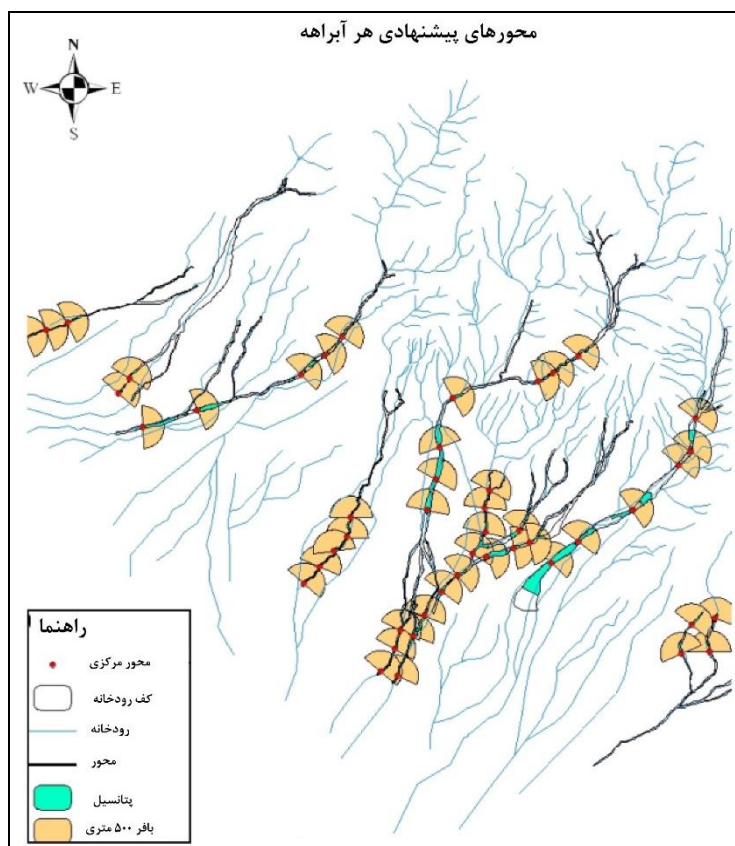 محورهای پیشنهادی هر آبراهه
N
W E
S
راهنما
محور مرکزی
کف رودخانه
رودخانه
محور
پتانسیل
بافر ۵۰۰ متری